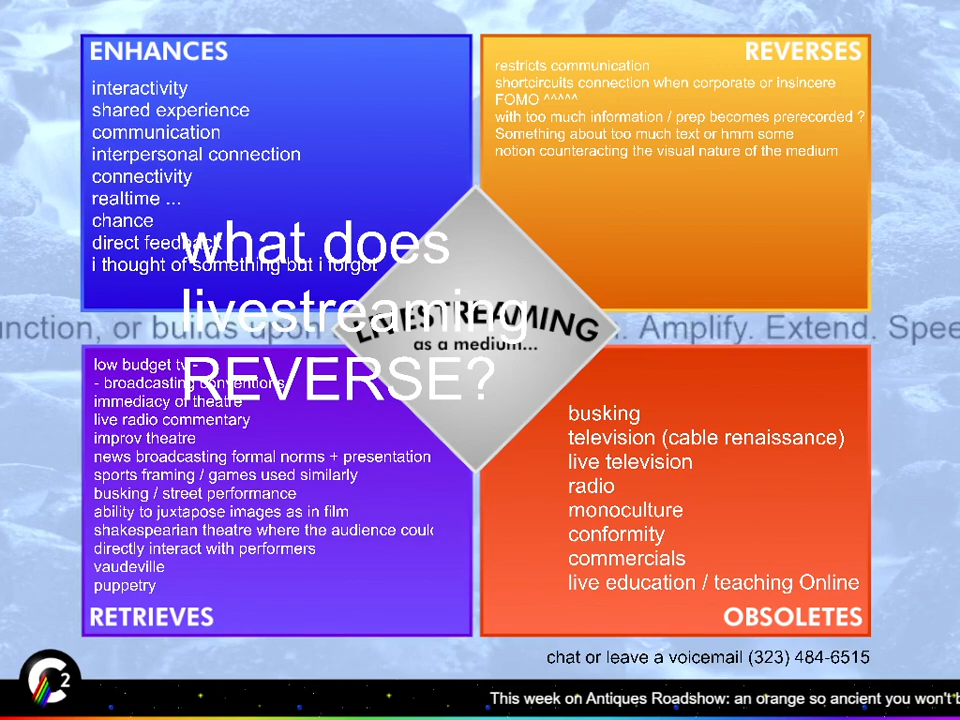 ENHANCES
interactivity
shared experience
communication
interpersonal connection
connectivity
realtime ...
chance
direct feedback
i thought of something but i forgot
REVERSES
restricts communication
shortcircuits connection when corporate or insincere
FOMO ^^^^^
with too much information / prep becomes prerecorded ?
Something about too much text or hmm some
notion counteracting the visual nature of the medium
what does
livestreaming
REVERSE?
LIVESTREAMING
as a medium...
unction, or builds upon
. Amplify. Extend. Spee
low budget tv -
- broadcasting conventions
immediacy of theatre
live radio commentary
improv theatre
news broadcasting formal norms + presentation
sports framing / games used similarly
busking / street performance
ability to juxtapose images as in film
shakespearian theatre where the audience could
directly interact with performers
vaudeville
puppetry
RETRIEVES
busking
television (cable renaissance)
live television
radio
monoculture
conformity
commercials
live education / teaching Online
OBSOLETES
chat or leave a voicemail (323) 484-6515
C2
This week on Antiques Roadshow: an orange so ancient you won't b